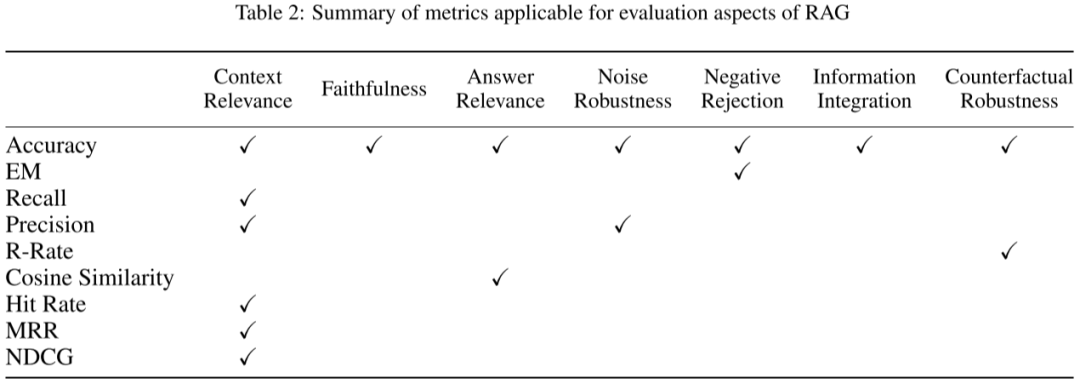 Table 2: Summary of metrics applicable for evaluation aspects of RAG
Context Relevance Faithfulness Answer Relevance Noise Robustness Negative Rejection Information Integration Counterfactual Robustness
Accuracy ✓ ✓ ✓ ✓ ✓ ✓ ✓
EM ✓
Recall ✓
Precision ✓ ✓
R-Rate ✓
Cosine Similarity ✓
Hit Rate ✓
MRR ✓
NDCG ✓